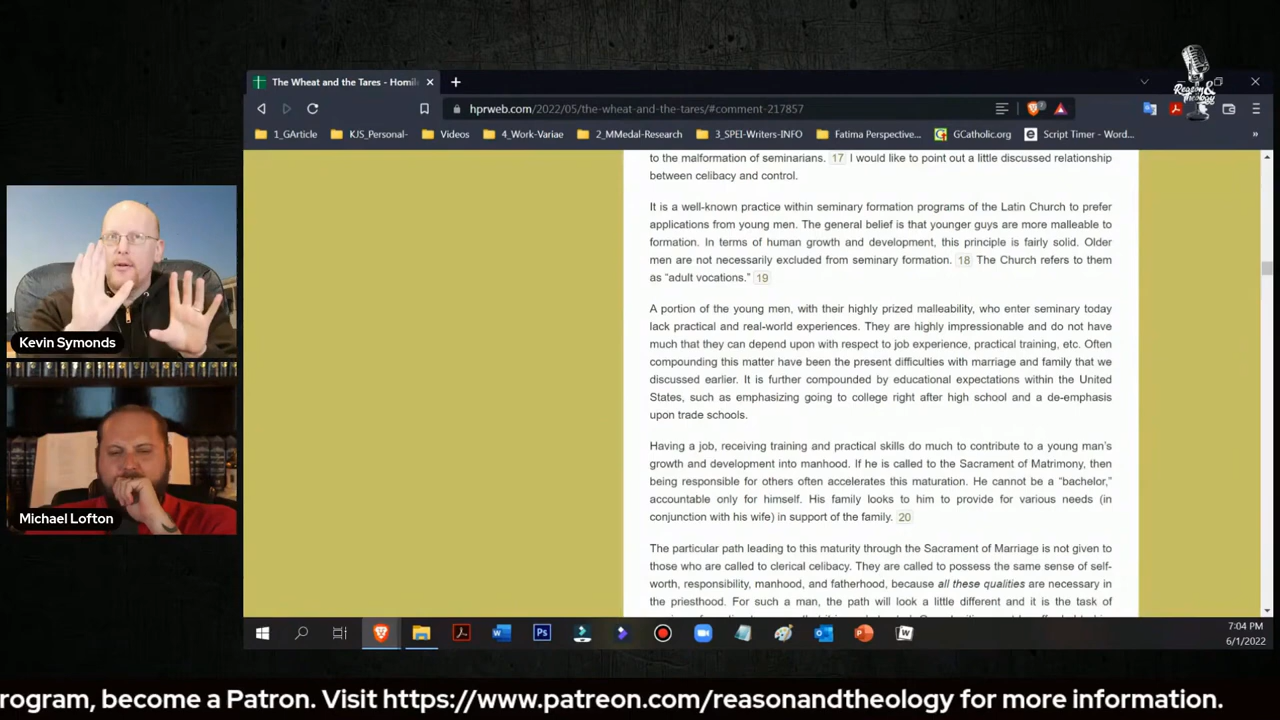 Reason &
Theology
The Wheat and the Tares - Homil
hprweb.com/2022/05/the-wheat-and-the-tares/#comment-217857
1_GArticle
KJS_Personal-
Videos
4_Work-Variae
2_MMedal-Research
3_SPEI-Writers-INFO
Fatima Perspective...
GCatholic.org
Script Timer - Word...
to the malformation of seminarians. 17 I would like to point out a little discussed relationship
between celibacy and control.
It is a well-known practice within seminary formation programs of the Latin Church to prefer
applications from young men. The general belief is that younger guys are more malleable to
formation. In terms of human growth and development, this principle is fairly solid. Older
men are not necessarily excluded from seminary formation. 18 The Church refers to them
as “adult vocations.” 19
A portion of the young men, with their highly prized malleability, who enter seminary today
lack practical and real-world experiences. They are highly impressionable and do not have
much that they can depend upon with respect to job experience, practical training, etc. Often
compounding this matter have been the present difficulties with marriage and family that we
discussed earlier. It is further compounded by educational expectations within the United
States, such as emphasizing going to college right after high school and a de-emphasis
upon trade schools.
Having a job, receiving training and practical skills do much to contribute to a young man’s
growth and development into manhood. If he is called to the Sacrament of Matrimony, then
being responsible for others often accelerates this maturation. He cannot be a “bachelor,”
accountable only for himself. His family looks to him to provide for various needs (in
conjunction with his wife) in support of the family. 20
The particular path leading to this maturity through the Sacrament of Marriage is not given to
those who are called to clerical celibacy. They are called to possess the same sense of self-
worth, responsibility, manhood, and fatherhood, because all these qualities are necessary in
the priesthood. For such a man, the path will look a little different and it is the task of
Kevin Symonds
Michael Lofton
7:04 PM
6/1/2022
rogram, become a Patron. Visit https://www.patreon.com/reasonandtheology for more information.